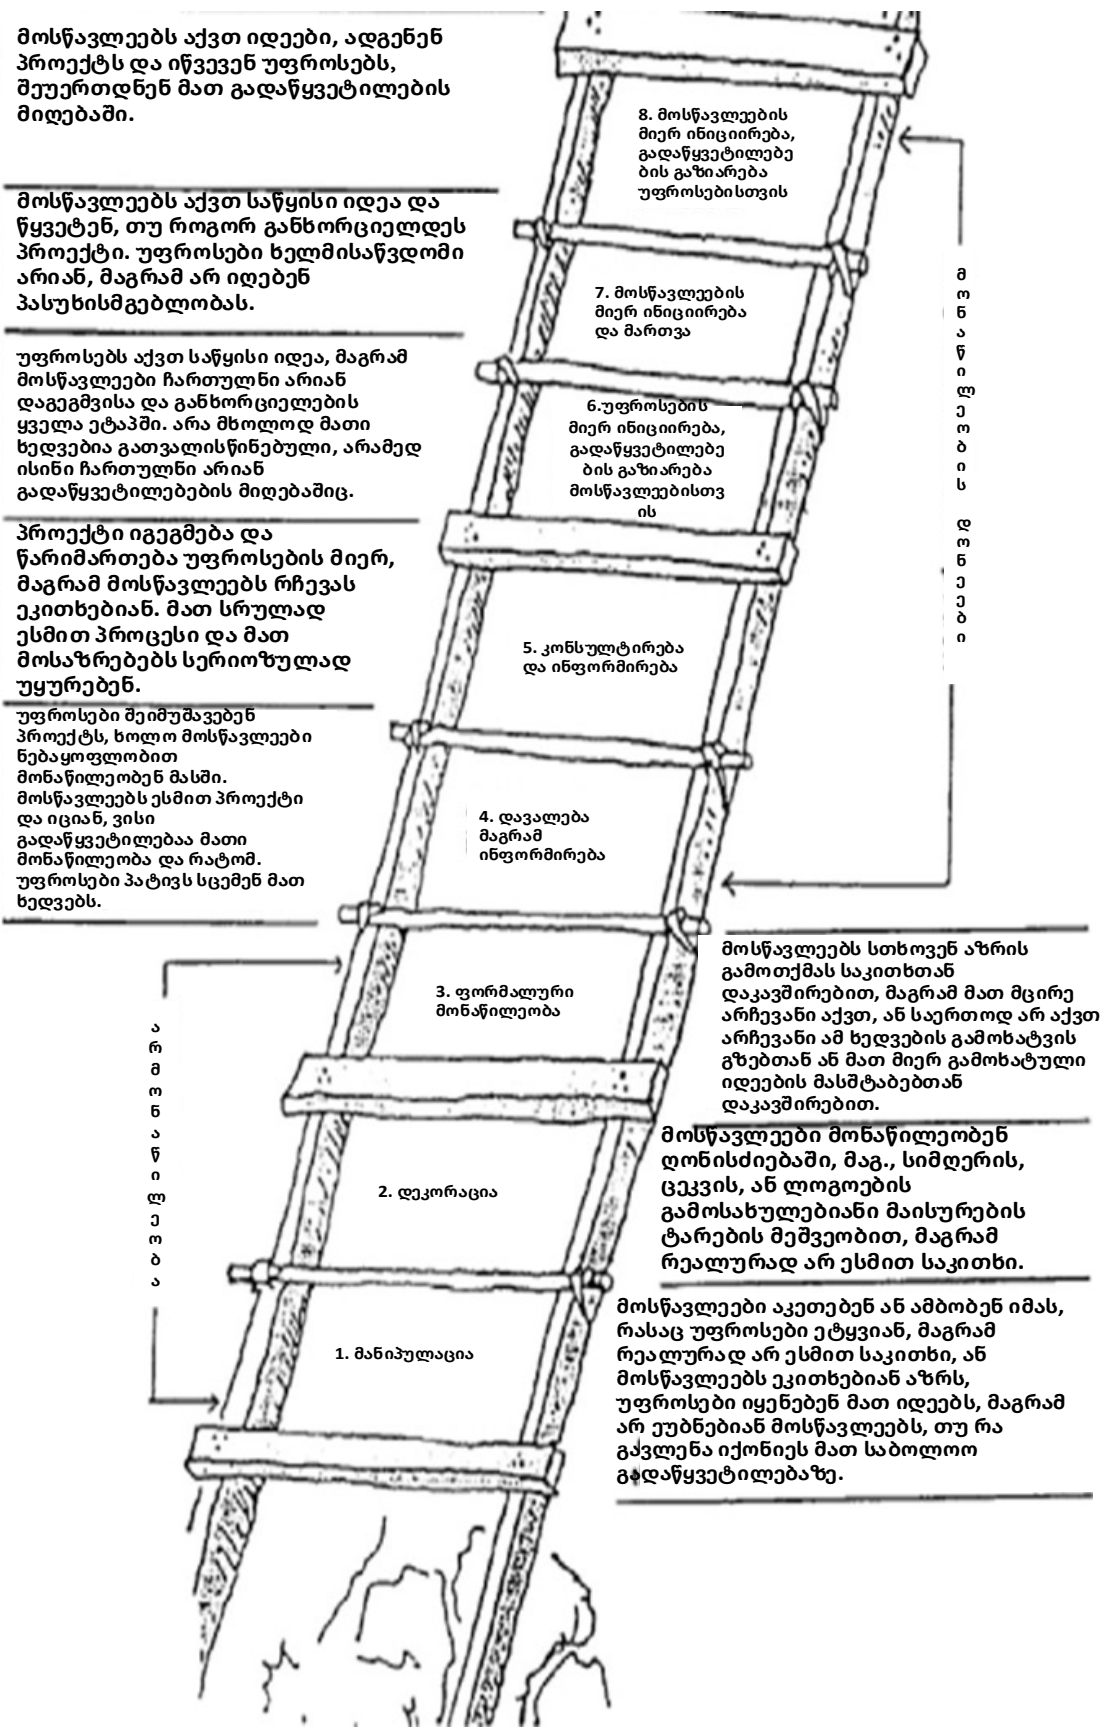 მოსწავლეებს აქვთ იდეები, ადგენენ
პროექტს და იწვევენ უფროსებს,
შეუერთდნენ მათ გადაწყვეტილების
მიღებაში.
8. მოსწავლეების
მიერ ინიციირება,
გადაწყვეტილებე
ბის გაზიარება
უფროსებისთვის
მოსწავლეებს აქვთ საწყისი იდეა და
წყვეტენ, თუ როგორ განხორციელდეს
პროექტი. უფროსები ხელმისაწვდომი
არიან, მაგრამ არ იღებენ
პასუხისმგებლობას.
7. მოსწავლეების
მიერ ინიციირება
და მართვა
უფროსებს აქვთ საწყისი იდეა, მაგრამ
მოსწავლეები ჩართულნი არიან
დაგეგმვისა და განხორციელების
ყველა ეტაპში. არა მხოლოდ მათი
ხედვებია გათვალისწინებული, არამედ
ისინი ჩართულნი არიან
გადაწყვეტილებების მიღებაშიც.
6.უფროსების
მიერ ინიციირება,
გადაწყვეტილებე
ბის გაზიარება
მოსწავლეებისთვ
ის
პროექტი იგეგმება და
წარიმართება უფროსების მიერ,
მაგრამ მოსწავლეებს რჩევას
ეკითხებიან. მათ სრულად
ესმით პროცესი და მათ
მოსაზრებებს სერიოზულად
უყურებენ.
5. კონსულტირება
და ინფორმირება
უფროსები შეიმუშავებენ
პროექტს, ხოლო მოსწავლეები
ნებაყოფლობით
მონაწილეობენ მასში.
მოსწავლეებს ესმით პროექტი
და იციან, ვისი
გადაწყვეტილებაა მათი
მონაწილეობა და რატომ.
უფროსები პატივს სცემენ მათ
ხედვებს.
4. დავალება
მაგრამ
ინფორმირება
მონაწილეობის დონეები
მოსწავლეებს სთხოვენ აზრის
გამოთქმას საკითხთან
დაკავშირებით, მაგრამ მათ მცირე
არჩევანი აქვთ, ან საერთოდ არ აქვთ
არჩევანი ამ ხედვების გამოხატვის
გზებთან ან მათ მიერ გამოხატული
იდეების მასშტაბებთან
დაკავშირებით.
3. ფორმალური
მონაწილეობა
არმონაწილეობა
მოსწავლეები მონაწილეობენ
ღონისძიებაში, მაგ., სიმღერის,
ცეკვის, ან ლოგოების
გამოსახულებიანი მაისურების
ტარების მეშვეობით, მაგრამ
რეალურად არ ესმით საკითხი.
2. დეკორაცია
მოსწავლეები აკეთებენ ან ამბობენ იმას,
რასაც უფროსები ეტყვიან, მაგრამ
რეალურად არ ესმით საკითხი, ან
მოსწავლეებს ეკითხებიან აზრს,
უფროსები იყენებენ მათ იდეებს, მაგრამ
არ ეუბნებიან მოსწავლეებს, თუ რა
გავლენა იქონიეს მათ საბოლოო
გადაწყვეტილებაზე.
1. მანიპულაცია